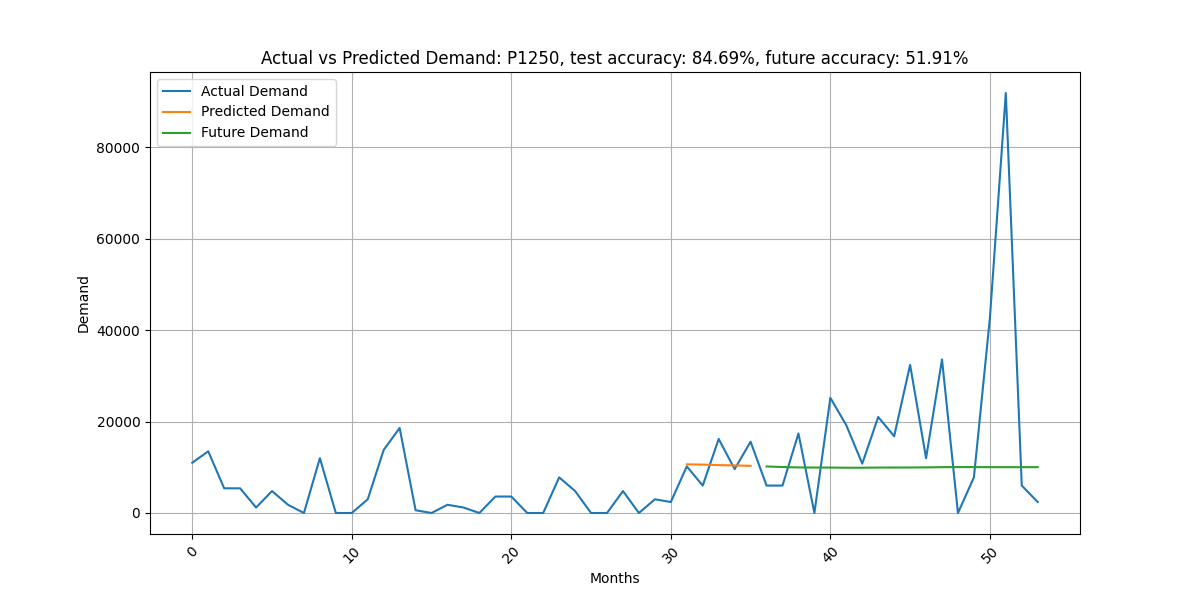 Actual vs Predicted Demand: P1250, test accuracy: 84.69%, future accuracy: 51.91%
Actual Demand
Predicted Demand
Future Demand
80000
60000
40000
20000
0
Demand
0
10
20
30
40
50
Months